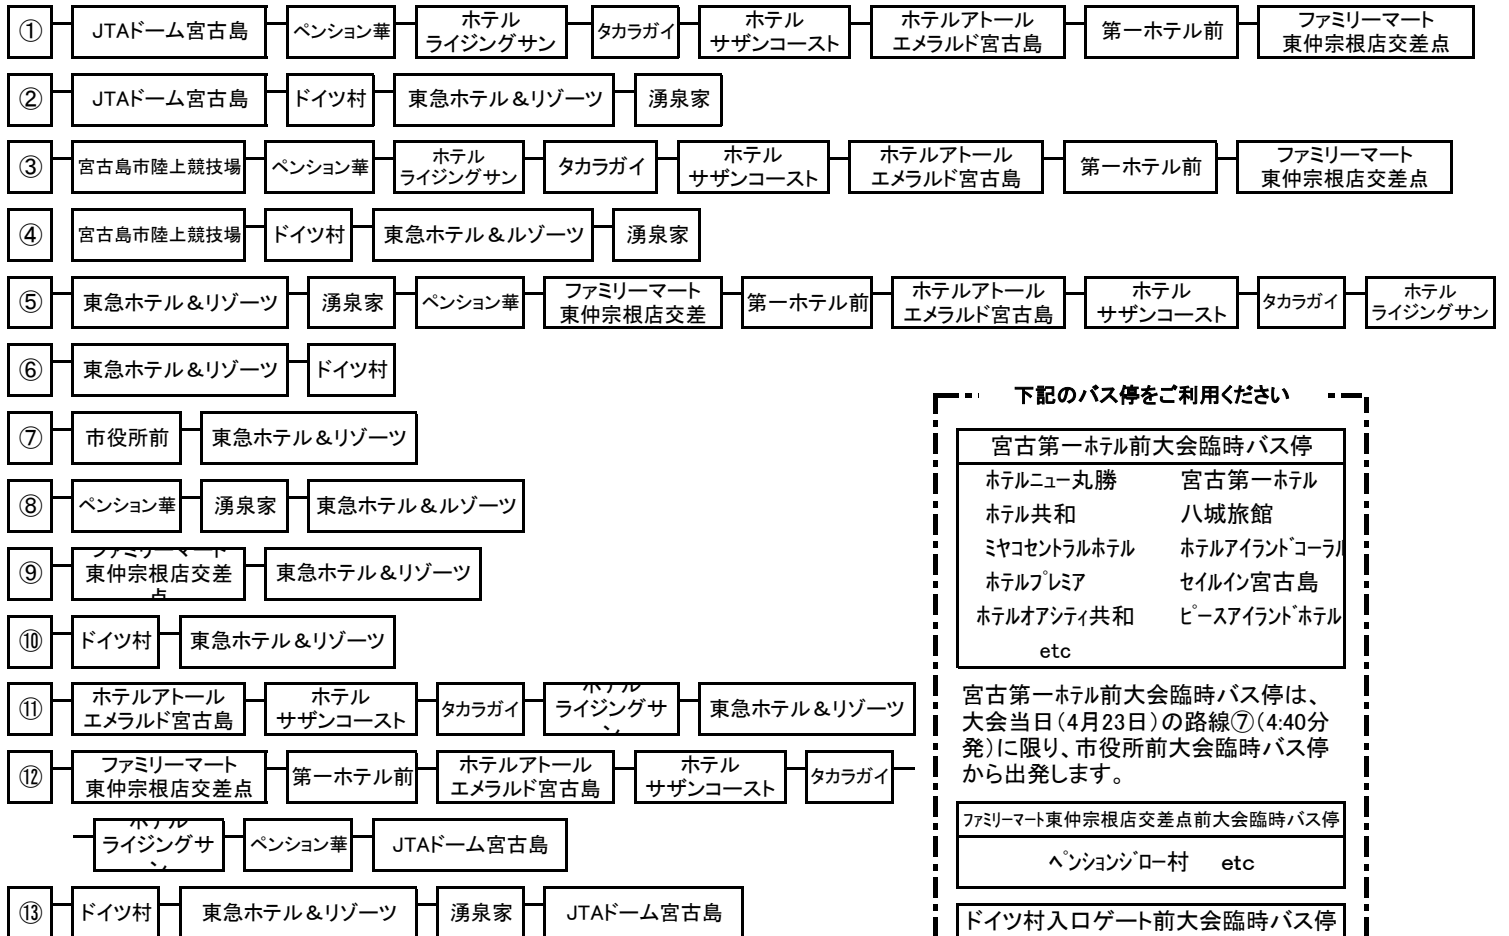 ① JTAドーム宮古島 ペンション華 ホテル ライジングサン タカラガイ ホテル サザンコースト ホテルアトール エメラルド宮古島 第一ホテル前 ファミリーマート 東仲宗根店交差点
② JTAドーム宮古島 ドイツ村 東急ホテル&リゾーツ 湧泉家
③ 宮古島市陸上競技場 ペンション華 ホテル ライジングサン タカラガイ ホテル サザンコースト ホテルアトール エメラルド宮古島 第一ホテル前 ファミリーマート 東仲宗根店交差点
④ 宮古島市陸上競技場 ドイツ村 東急ホテル&ルゾーツ 湧泉家
⑤ 東急ホテル&リゾーツ 湧泉家 ペンション華 ファミリーマート 東仲宗根店交差 第一ホテル前 ホテルアトール エメラルド宮古島 ホテル サザンコースト タカラガイ ホテル ライジングサン
⑥ 東急ホテル&リゾーツ ドイツ村
⑦ 市役所前 東急ホテル&リゾーツ
⑧ ペンション華 湧泉家 東急ホテル&ルゾーツ
⑨ ファミリーマート 東仲宗根店交差点 東急ホテル&リゾーツ
⑩ ドイツ村 東急ホテル&リゾーツ
⑪ ホテルアトール エメラルド宮古島 ホテル サザンコースト タカラガイ ホテル ライジングサン 東急ホテル&リゾーツ
⑫ ファミリーマート 東仲宗根店交差点 第一ホテル前 ホテルアトール エメラルド宮古島 ホテル サザンコースト タカラガイ
ホテル ライジングサン ペンション華 JTAドーム宮古島
⑬ ドイツ村 東急ホテル&リゾーツ 湧泉家 JTAドーム宮古島
下記のバス停をご利用ください
宮古第一ホテル前大会臨時バス停
ホテルニュー丸勝 宮古第一ホテル
ホテル共和 八城旅館
ミヤコセントラルホテル ホテルアイランドコーラル
ホテルプレミア セイルイン宮古島
ホテルオアシティ共和 ピースアイランドホテル
etc
宮古第一ホテル前大会臨時バス停は、
大会当日(4月23日)の路線⑦(4:40分
発)に限り、市役所前大会臨時バス停
から出発します。
ファミリーマート東仲宗根店交差点前大会臨時バス停
ペンションジロー村 etc
ドイツ村入口ゲート前大会臨時バス停